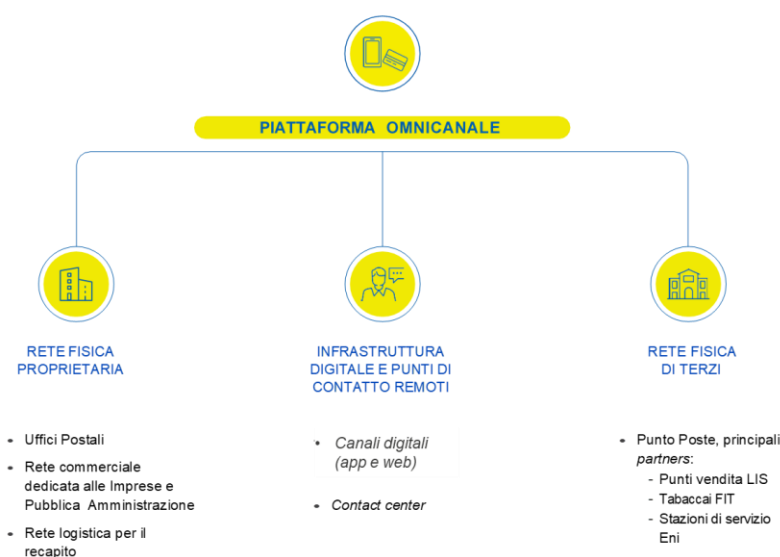 PIATTAFORMA OMNICANALE
RETE FISICA
PROPRIETARIA
INFRASTRUTTURA
DIGITALE E PUNTI DI
CONTATTO REMOTI
RETE FISICA
DI TERZI
• Uffici Postali
• Rete commerciale
dedicata alle Imprese e
Pubblica Amministrazione
• Rete logistica per il
recapito
• Canali digitali
(app e web)
• Contact center
• Punto Poste, principali
partners:
- Punti vendita LIS
- Tabaccai FIT
- Stazioni di servizio
Eni